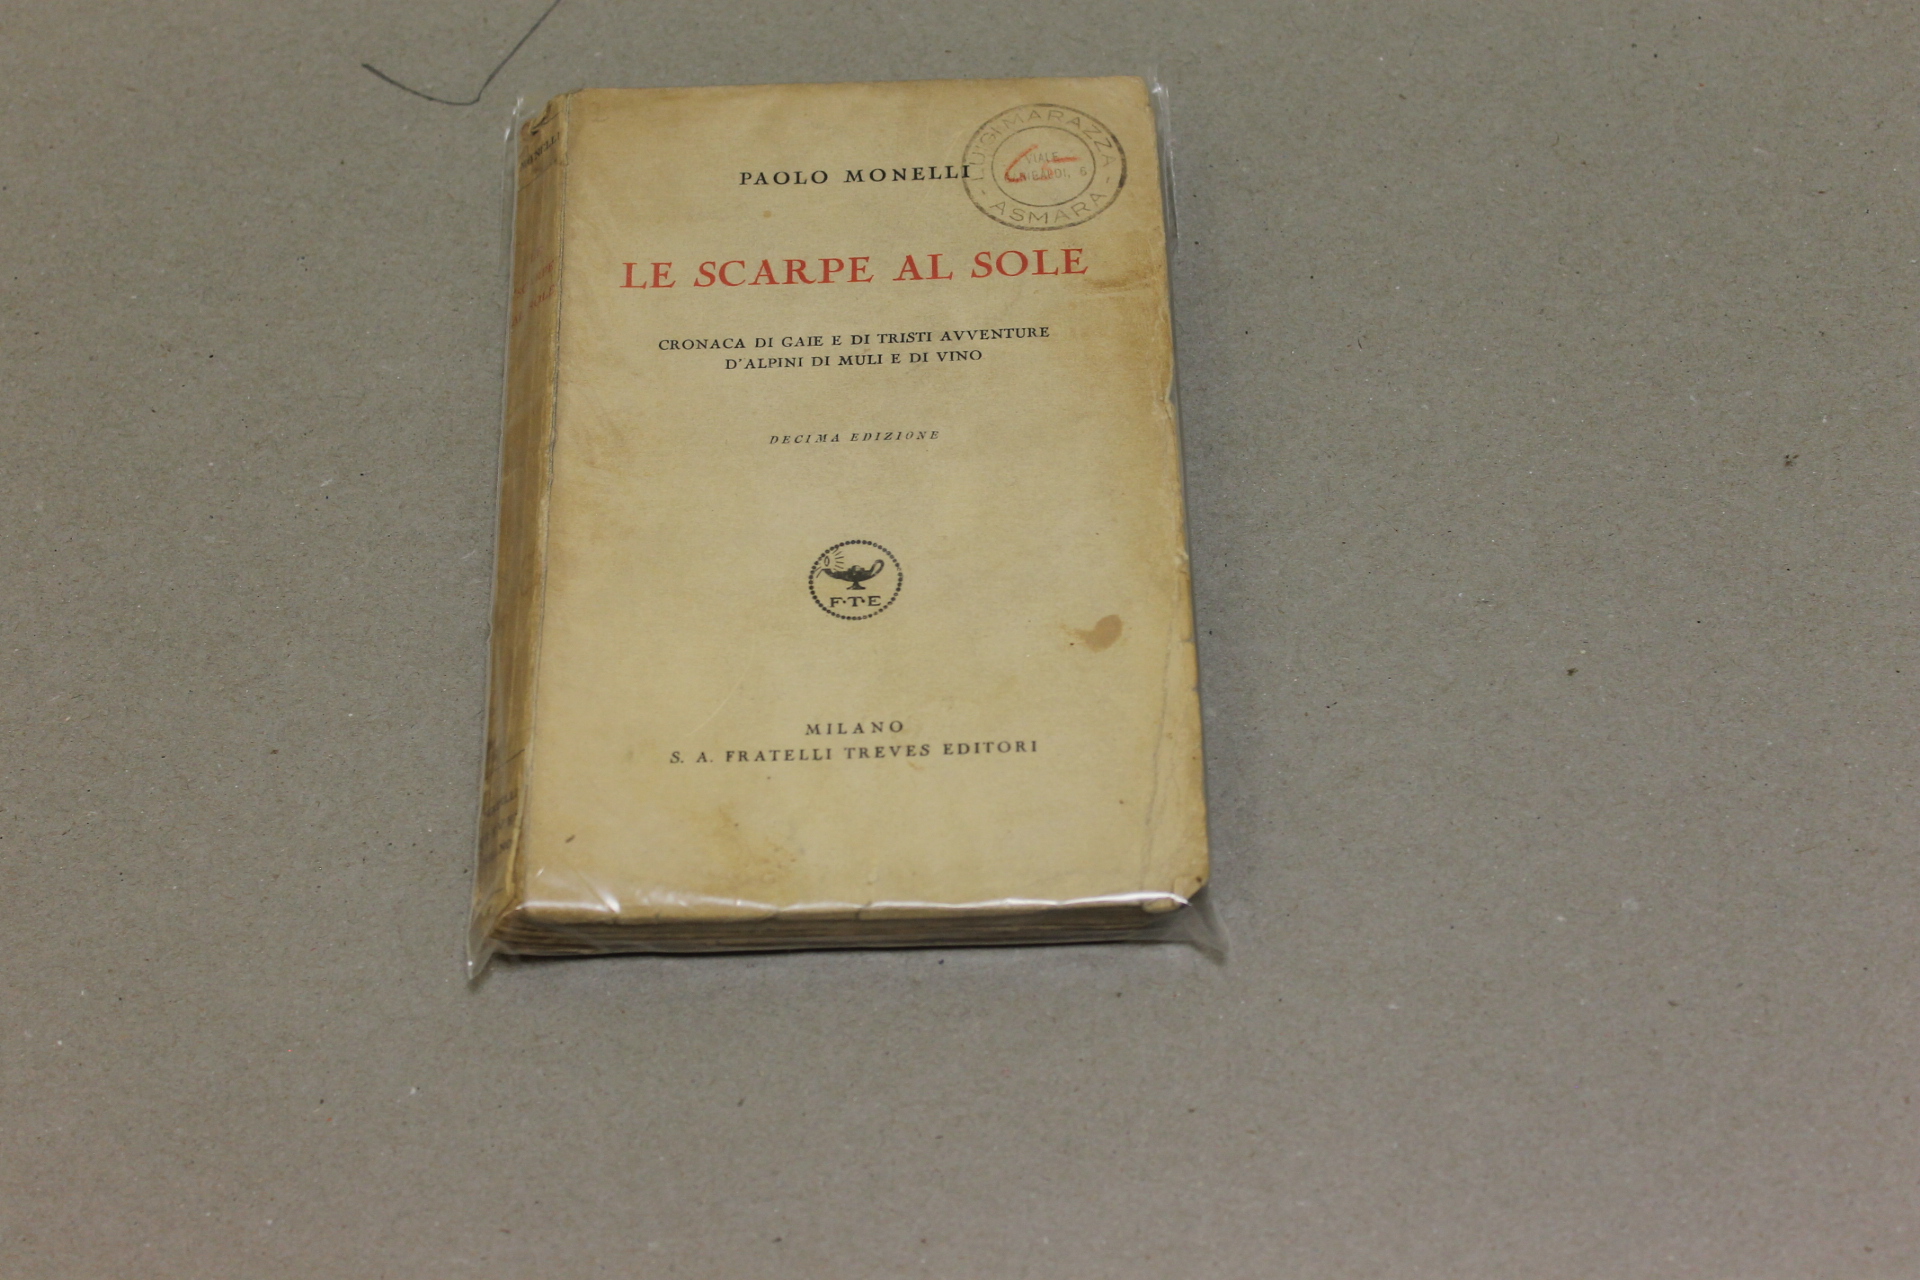 PAOLO MONELLI
LUIGI MARAZZA
VIALE
6
- ASMARA -
LE SCARPE AL SOLE
CRONACA DI GAIE E DI TRISTI AVVENTURE
D'ALPINI DI MULI E DI VINO
DECIMA EDIZIONE
F·T·E
MILANO
S. A. FRATELLI TREVES EDITORI